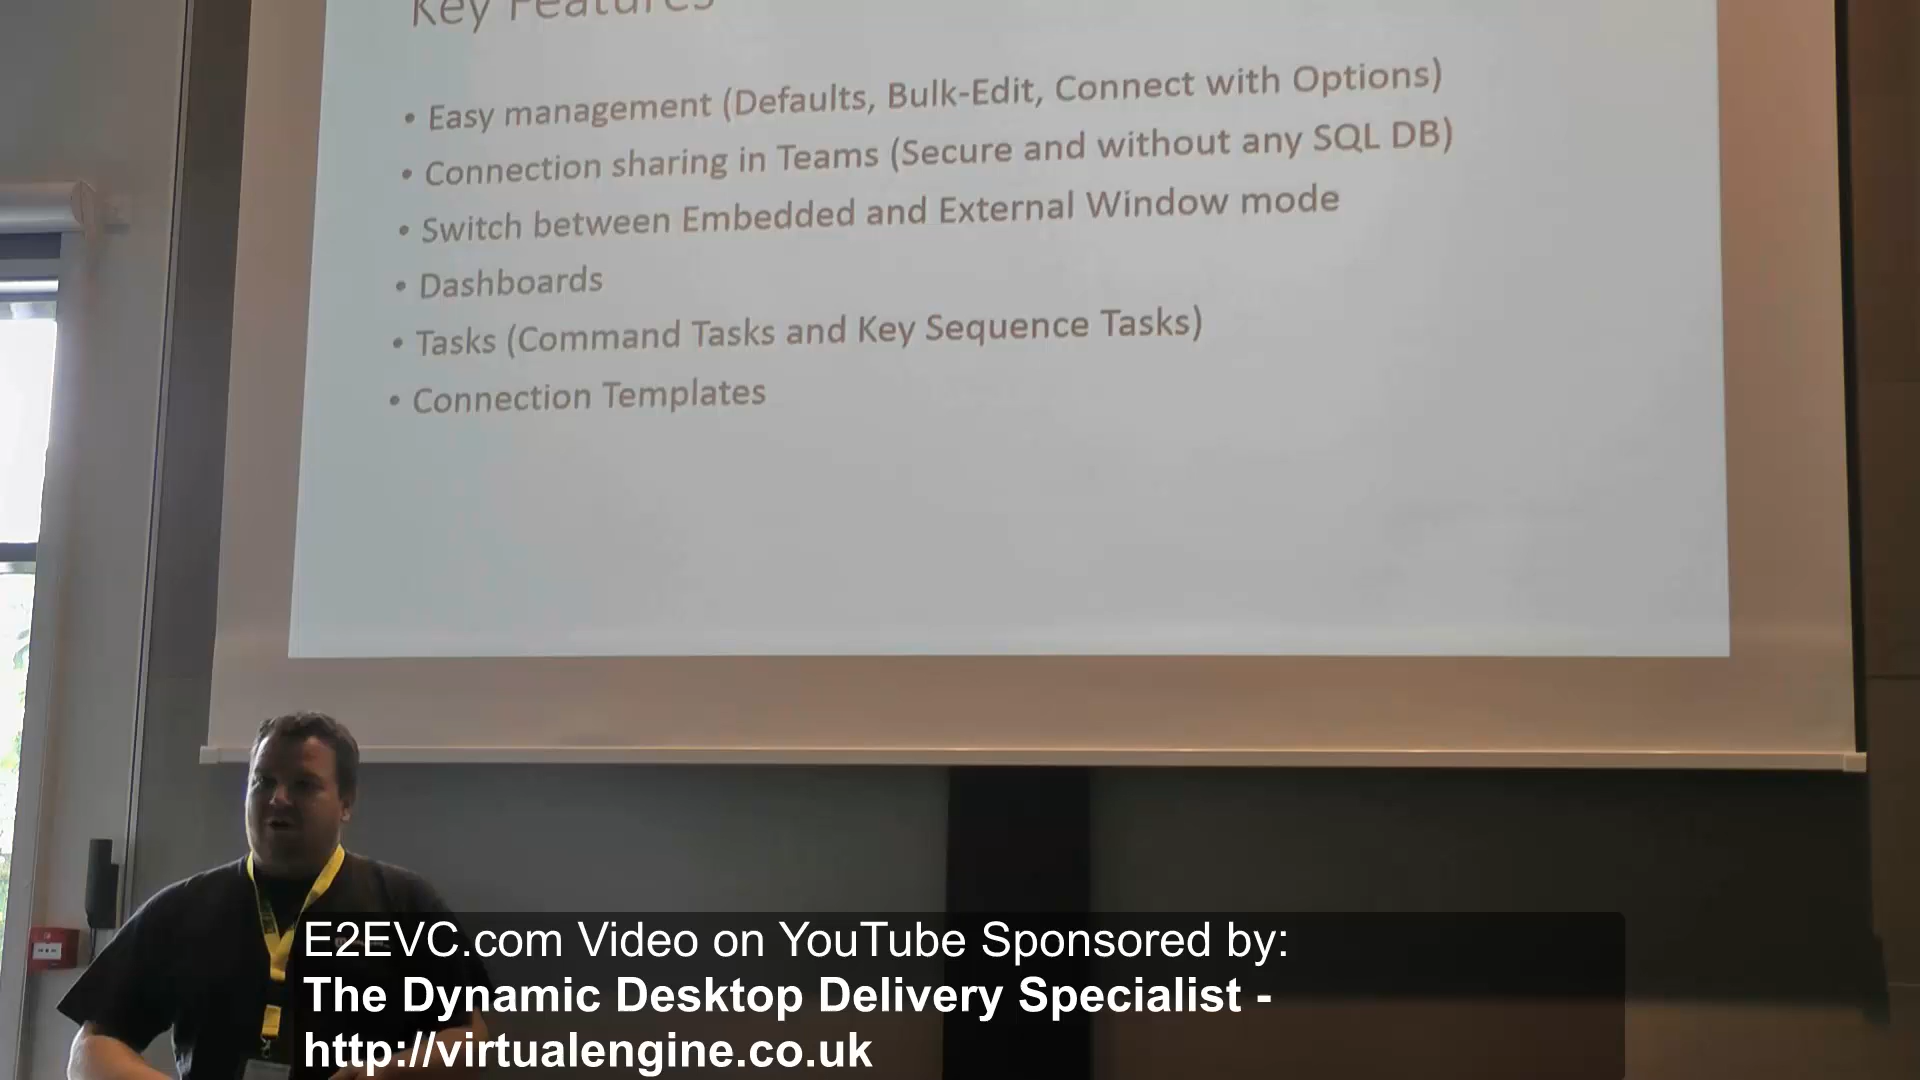 Key Features
• Easy management (Defaults, Bulk-Edit, Connect with Options)
• Connection sharing in Teams (Secure and without any SQL DB)
• Switch between Embedded and External Window mode
• Dashboards
• Tasks (Command Tasks and Key Sequence Tasks)
• Connection Templates
E2EVC.com Video on YouTube Sponsored by:
The Dynamic Desktop Delivery Specialist -
http://virtualengine.co.uk